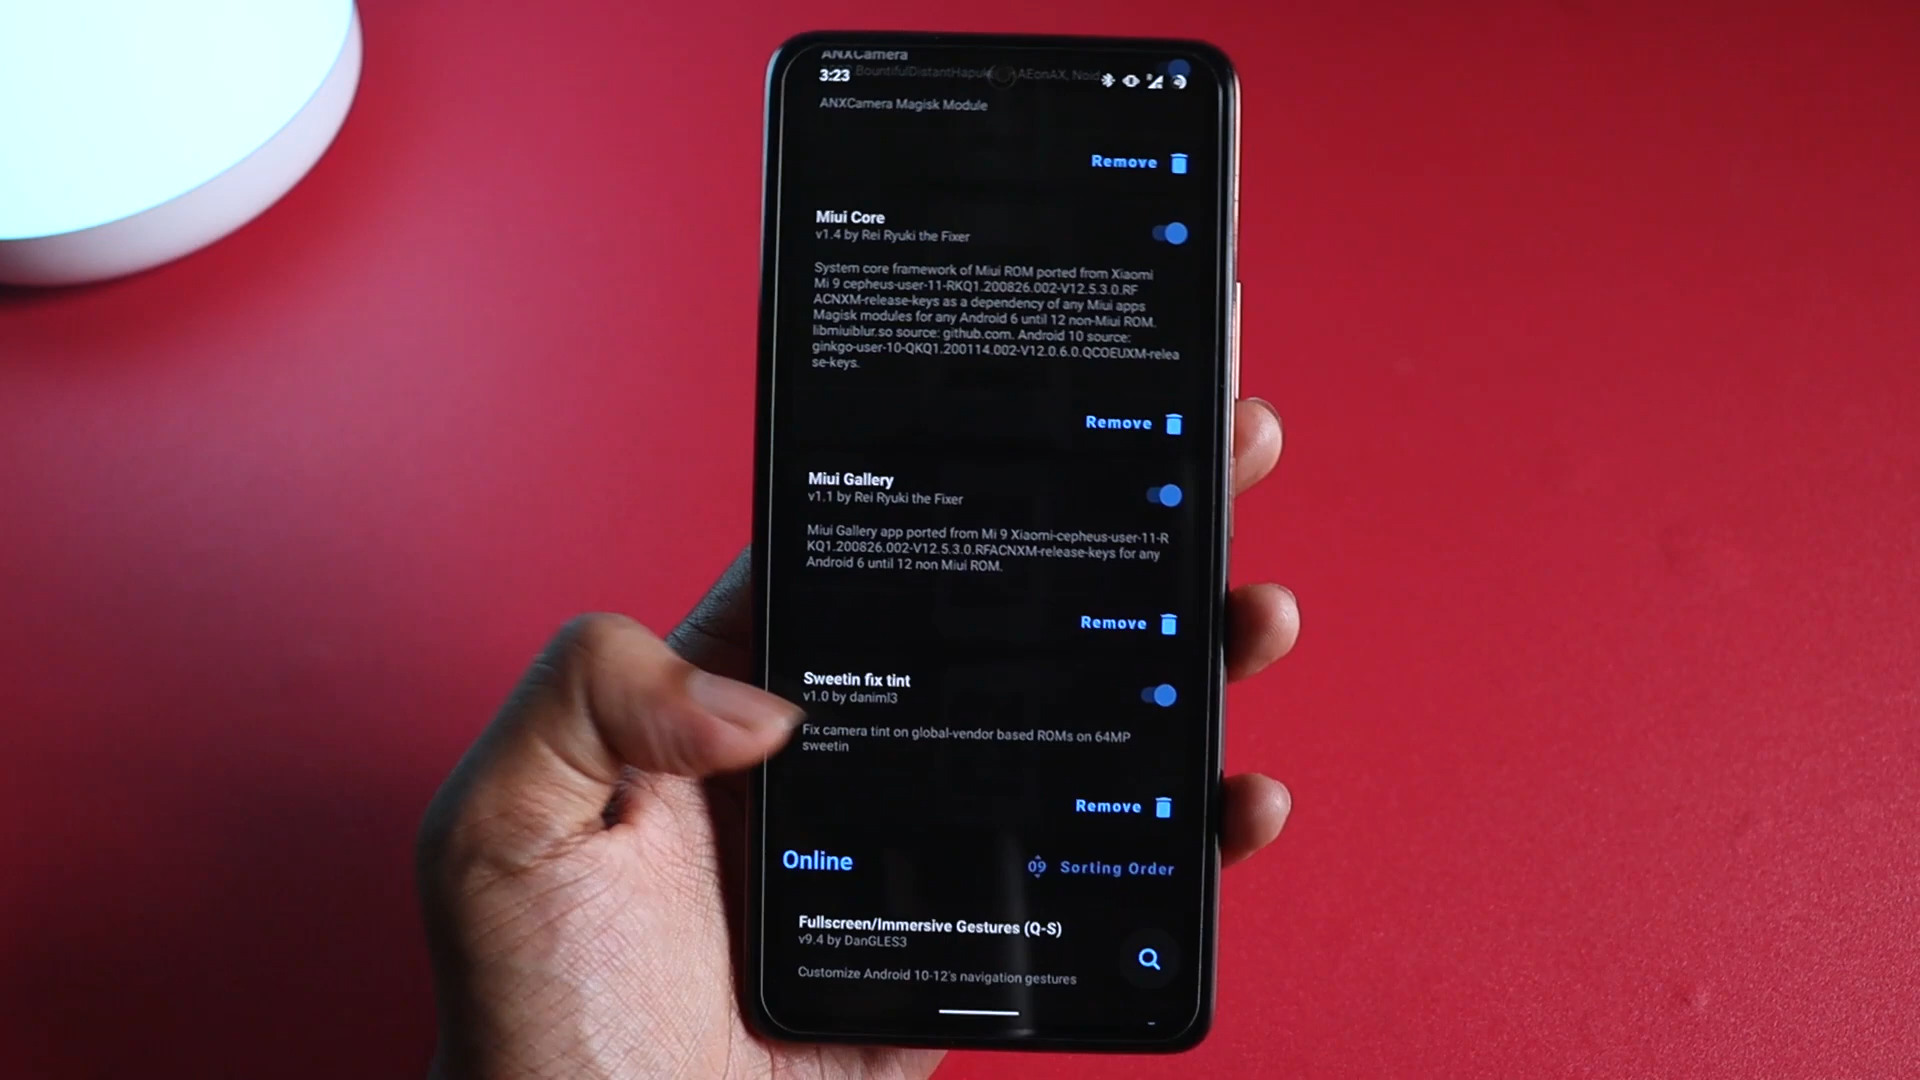 ANXCamera
3:23 BountifulDistantHapuk AEonAX, Noid
ANXCamera Magisk Module
Remove
Miui Core
v1.4 by Rei Ryuki the Fixer
System core framework of Miui ROM ported from Xiaomi
Mi 9 cepheus-user-11-RKQ1.200826.002-V12.5.3.0.RF
ACNXM-release-keys as a dependency of any Miui apps
Magisk modules for any Android 6 until 12 non-Miui ROM.
libmiuiblur.so source: github.com. Android 10 source:
ginkgo-user-10-QKQ1.200114.002-V12.0.6.0.QCOEUXM-relea
se-keys.
Remove
Miui Gallery
v1.1 by Rei Ryuki the Fixer
Miui Gallery app ported from Mi 9 Xiaomi-cepheus-user-11-R
KQ1.200826.002-V12.5.3.0.RFACNXM-release-keys for any
Android 6 until 12 non Miui ROM.
Remove
Sweetin fix tint
v1.0 by daniml3
Fix camera tint on global-vendor based ROMs on 64MP
sweetin
Remove
Online 09 Sorting Order
Fullscreen/Immersive Gestures (Q-S)
v9.4 by DanGLES3
Customize Android 10-12's navigation gestures